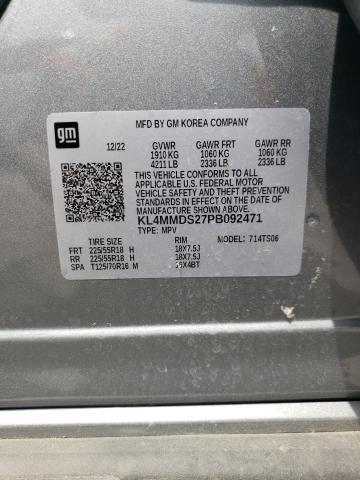 MFD BY GM KOREA COMPANY
gm
12/22 GVWR GAWR FRT GAWR RR
1910 KG 1060 KG 1060 KG
4211 LB 2336 LB 2336 LB
THIS VEHICLE CONFORMS TO ALL
APPLICABLE U.S. FEDERAL MOTOR
VEHICLE SAFETY AND THEFT PREVENTION
STANDARDS IN EFFECT ON THE DATE OF
MANUFACTURE SHOWN ABOVE.
KL4MMDS27PB092471
TYPE: MPV MODEL: 714TS06
TIRE SIZE RIM
FRT 225/55R18 H 18X7.5J
RR 225/55R18 H 18X7.5J
SPA T125/70R16 M 16X4BT